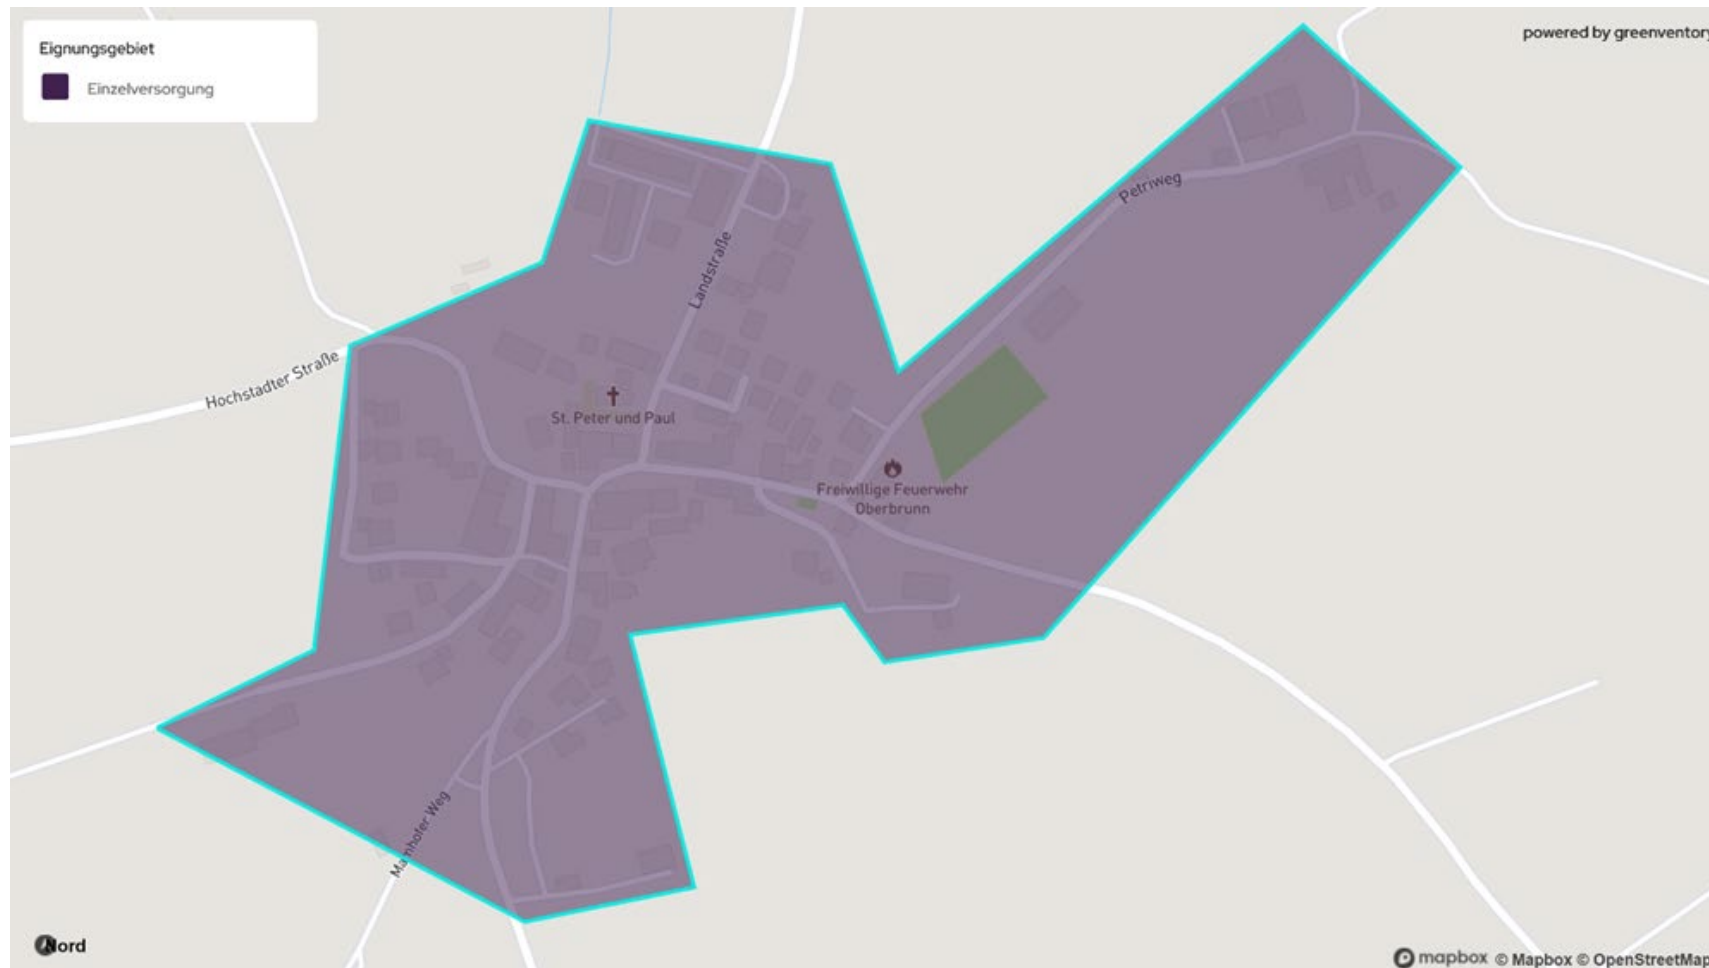 Eignungsgebiet
Einzelversorgung
powered by greenventory
Petriweg
Landstraße
Hochstadter Straße
St. Peter und Paul
Freiwillige Feuerwehr
Oberbrunn
Mamhofer Weg
Nord
mapbox © Mapbox © OpenStreetMap